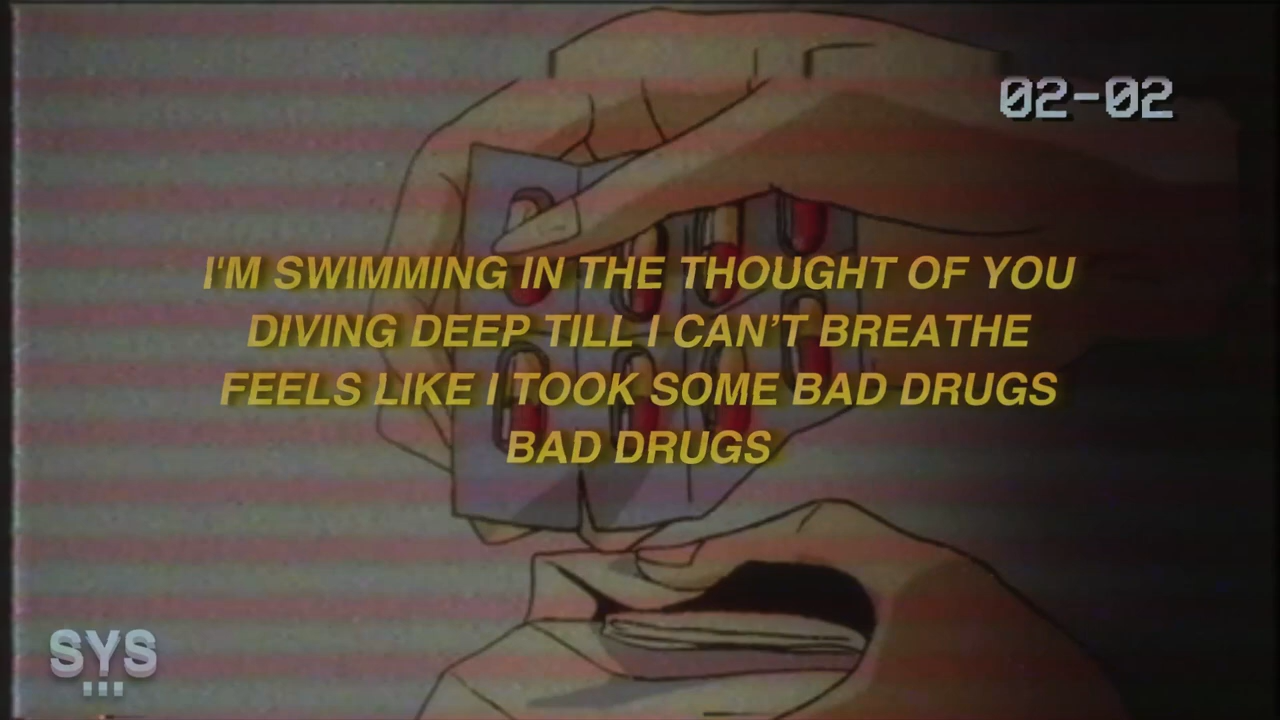 02-02
I'M SWIMMING IN THE THOUGHT OF YOU
DIVING DEEP TILL I CAN’T BREATHE
FEELS LIKE I TOOK SOME BAD DRUGS
BAD DRUGS
SYS